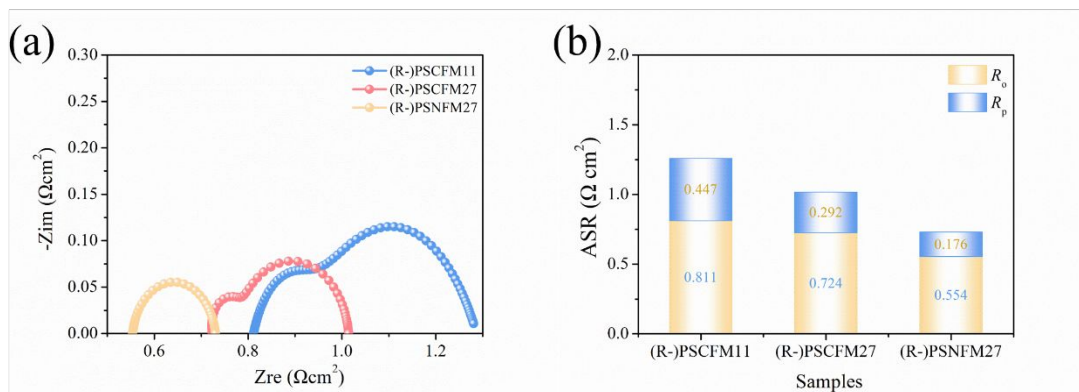 (a)
0.30
0.25
0.20
0.15
0.10
0.05
0.00
-Zim (Ωcm²)
0.6
0.8
1.0
1.2
Zre (Ωcm²)
(R-)PSCFM11
(R-)PSCFM27
(R-)PSNFM27
(b)
2.0
1.5
1.0
0.5
0.0
ASR (Ω cm²)
Ro
Rp
0.447
0.811
0.292
0.724
0.176
0.554
(R-)PSCFM11
(R-)PSCFM27
(R-)PSNFM27
Samples